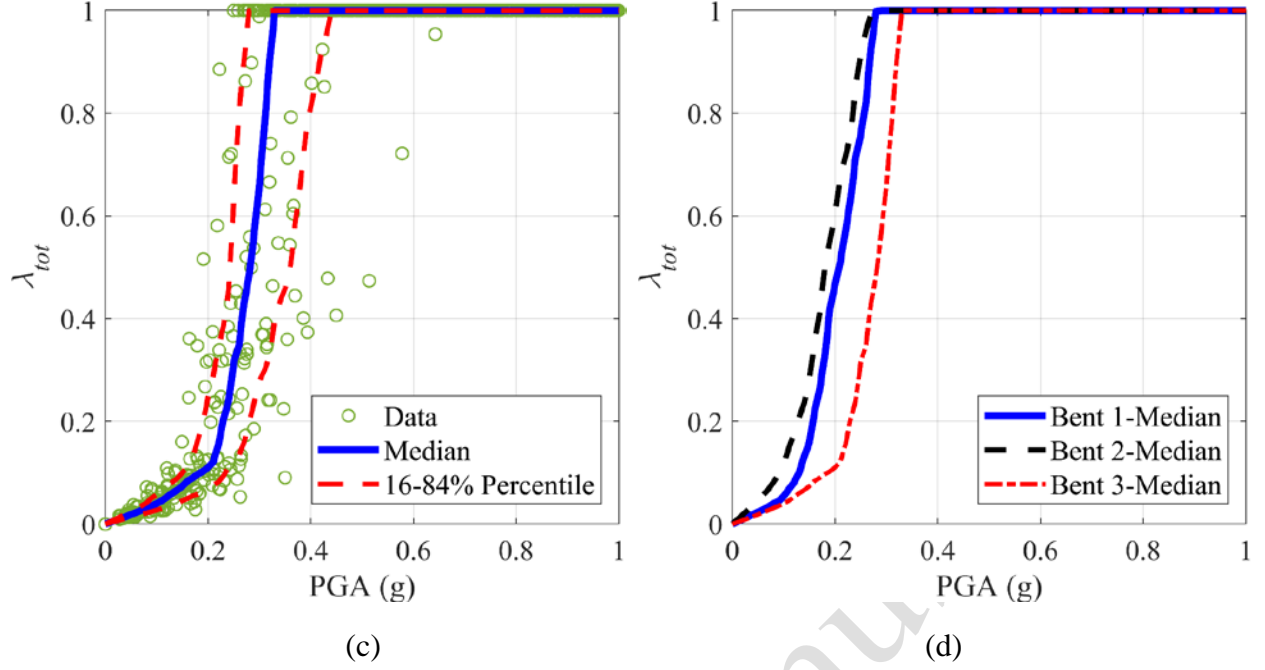 1
0.8
0.6
0.4
0.2
0
λtot
0 0.2 0.4 0.6 0.8 1
PGA (g)
Data
Median
16-84% Percentile
(c)
1
0.8
0.6
0.4
0.2
0
λtot
0 0.2 0.4 0.6 0.8 1
PGA (g)
Bent 1-Median
Bent 2-Median
Bent 3-Median
(d)